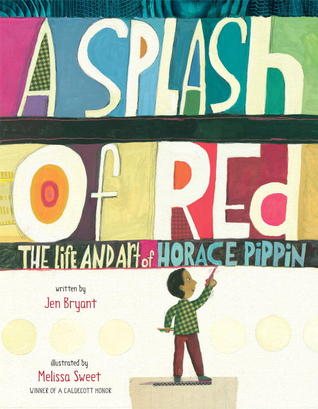 A SPLASH
Of REd
THE Life AND Art of HORACE PiPPiN
written by
Jen Bryant
illustrated by
Melissa Sweet
WINNER OF A CALDECOTT HONOR